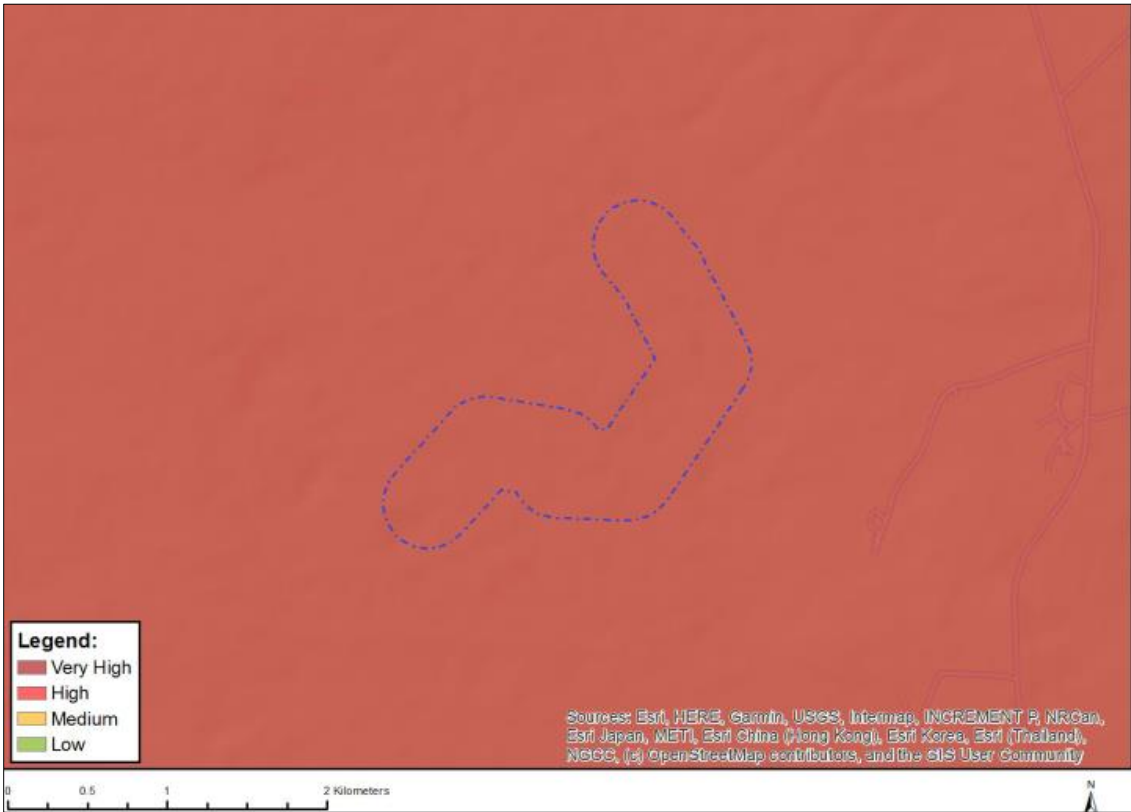 Legend:
Very High
High
Medium
Low
Sources: Esri, HERE, Garmin, USGS, Intermap, INCREMENT P, NRCan,
Esri Japan, METI, Esri China (Hong Kong), Esri Korea, Esri (Thailand),
NGCC, (c) OpenStreetMap contributors, and the GIS User Community
0 0.5 1 2 Kilometers
N